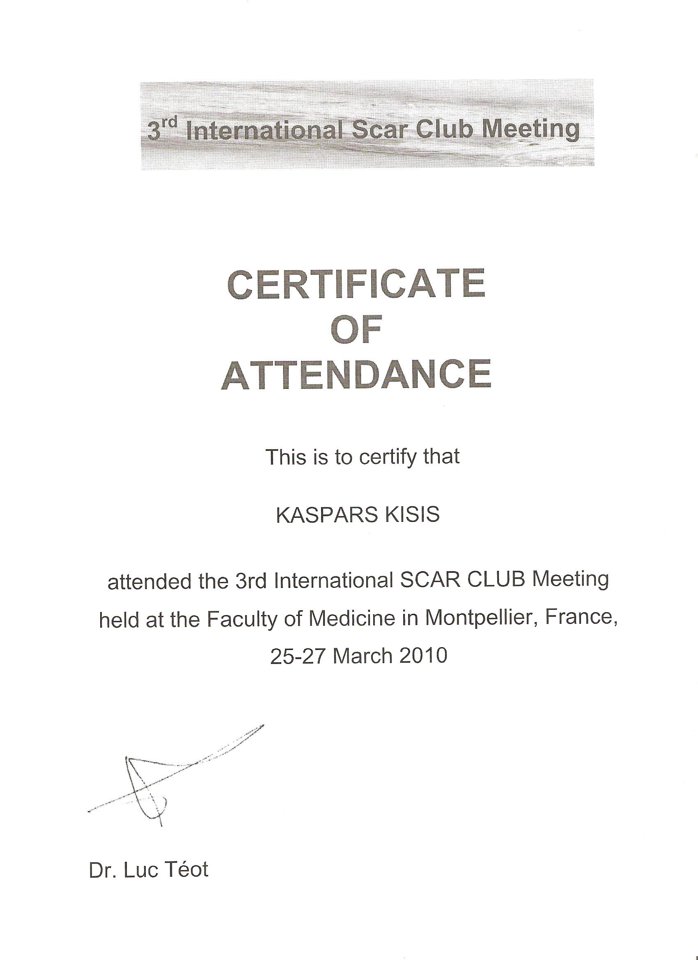 3rd International Scar Club Meeting
CERTIFICATE
OF
ATTENDANCE
This is to certify that
KASPARS KISIS
attended the 3rd International SCAR CLUB Meeting
held at the Faculty of Medicine in Montpellier, France,
25-27 March 2010
Dr. Luc Téot